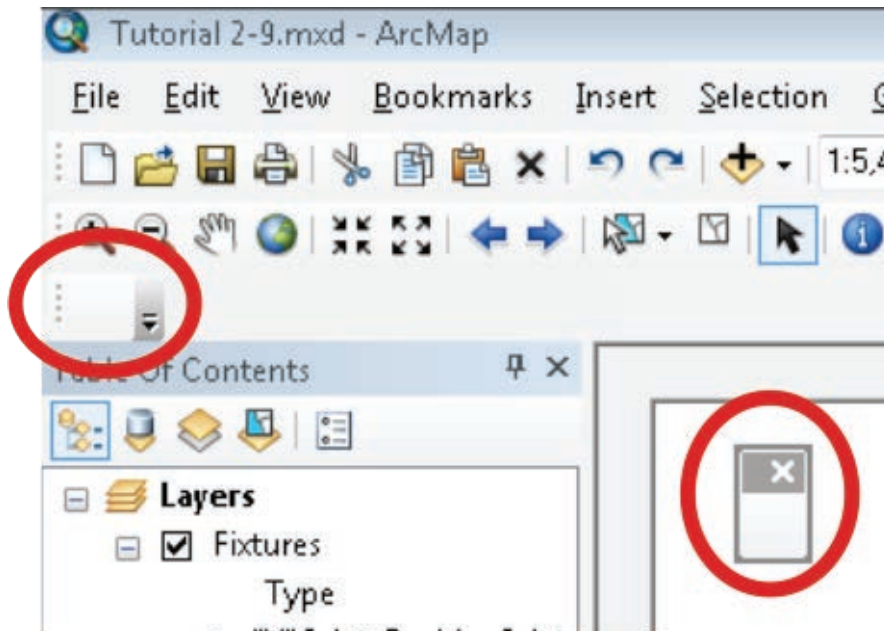 Tutorial 2-9.mxd - ArcMap
File Edit View Bookmarks Insert Selection G
1:5,4
Table Of Contents
Layers
Fixtures
Type